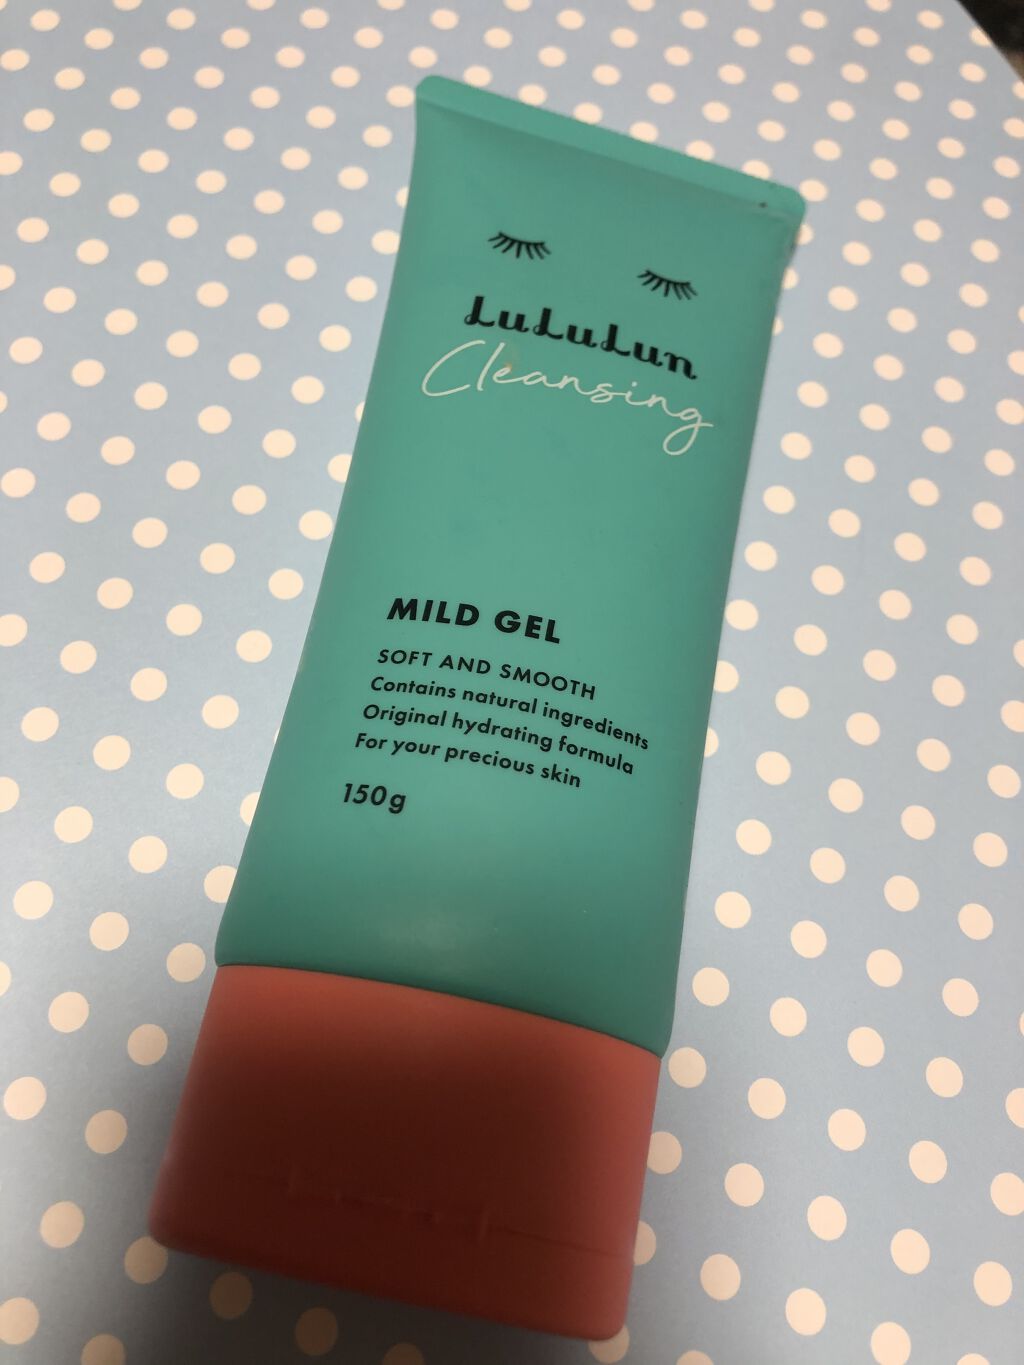 LuLuLun
Cleansing
MILD GEL
SOFT AND SMOOTH
Contains natural ingredients
Original hydrating formula
For your precious skin
150g